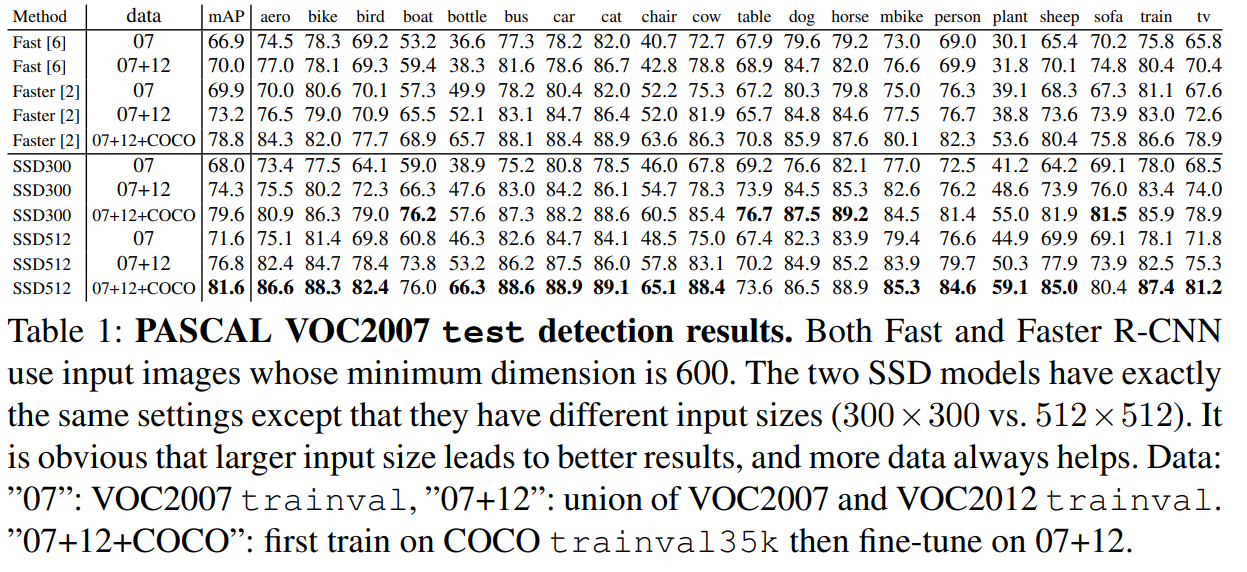 Method data mAP aero bike bird boat bottle bus car cat chair cow table dog horse mbike person plant sheep sofa train tv
Fast [6] 07 66.9 74.5 78.3 69.2 53.2 36.6 77.3 78.2 82.0 40.7 72.7 67.9 79.6 79.2 73.0 69.0 30.1 65.4 70.2 75.8 65.8
Fast [6] 07+12 70.0 77.0 78.1 69.3 59.4 38.3 81.6 78.6 86.7 42.8 78.8 68.9 84.7 82.0 76.6 69.9 31.8 70.1 74.8 80.4 70.4
Faster [2] 07 69.9 70.0 80.6 70.1 57.3 49.9 78.2 80.4 82.0 52.2 75.3 67.2 80.3 79.8 75.0 76.3 39.1 68.3 67.3 81.1 67.6
Faster [2] 07+12 73.2 76.5 79.0 70.9 65.5 52.1 83.1 84.7 86.4 52.0 81.9 65.7 84.8 84.6 77.5 76.7 38.8 73.6 73.9 83.0 72.6
Faster [2] 07+12+COCO 78.8 84.3 82.0 77.7 68.9 65.7 88.1 88.4 88.9 63.6 86.3 70.8 85.9 87.6 80.1 82.3 53.6 80.4 75.8 86.6 78.9
SSD300 07 68.0 73.4 77.5 64.1 59.0 38.9 75.2 80.8 78.5 46.0 67.8 69.2 76.6 82.1 77.0 72.5 41.2 64.2 69.1 78.0 68.5
SSD300 07+12 74.3 75.5 80.2 72.3 66.3 47.6 83.0 84.2 86.1 54.7 78.3 73.9 84.5 85.3 82.6 76.2 48.6 73.9 76.0 83.4 74.0
SSD300 07+12+COCO 79.6 80.9 86.3 79.0 76.2 57.6 87.3 88.2 88.6 60.5 85.4 76.7 87.5 89.2 84.5 81.4 55.0 81.9 81.5 85.9 78.9
SSD512 07 71.6 75.1 81.4 69.8 60.8 46.3 82.6 84.7 84.1 48.5 75.0 67.4 82.3 83.9 79.4 76.6 44.9 69.9 69.1 78.1 71.8
SSD512 07+12 76.8 82.4 84.7 78.4 73.8 53.2 86.2 87.5 86.0 57.8 83.1 70.2 84.9 85.2 83.9 79.7 50.3 77.9 73.9 82.5 75.3
SSD512 07+12+COCO 81.6 86.6 88.3 82.4 76.0 66.3 88.6 88.9 89.1 65.1 88.4 73.6 86.5 88.9 85.3 84.6 59.1 85.0 80.4 87.4 81.2
Table 1: PASCAL VOC2007 test detection results. Both Fast and Faster R-CNN
use input images whose minimum dimension is 600. The two SSD models have exactly
the same settings except that they have different input sizes (300×300 vs. 512×512). It
is obvious that larger input size leads to better results, and more data always helps. Data:
”07”: VOC2007 trainval, ”07+12”: union of VOC2007 and VOC2012 trainval.
”07+12+COCO”: first train on COCO trainval35k then fine-tune on 07+12.